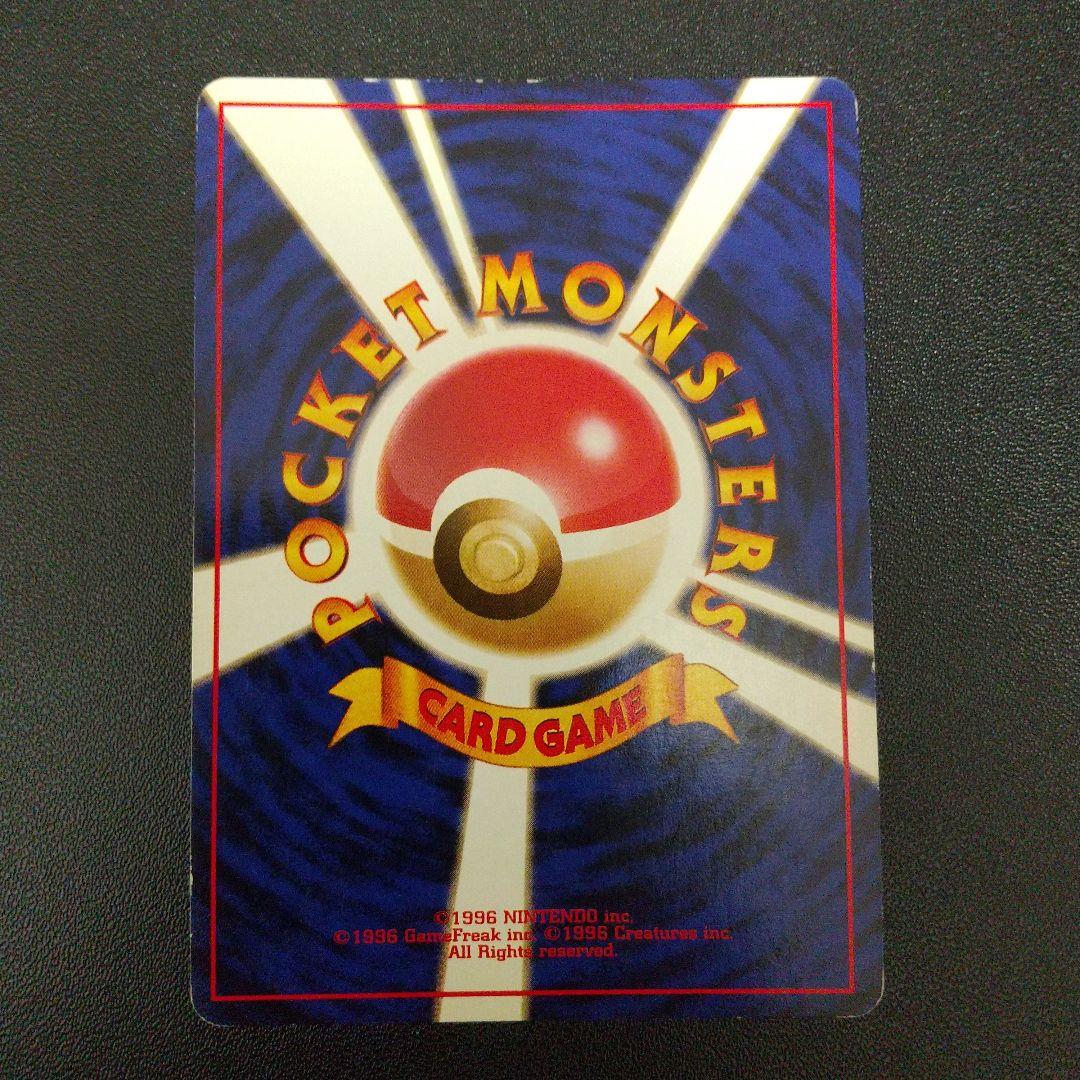 POCKET MONSTERS
CARD GAME
©1996 NINTENDO inc.
©1996 GameFreak inc. ©1996 Creatures inc.
All Rights reserved.